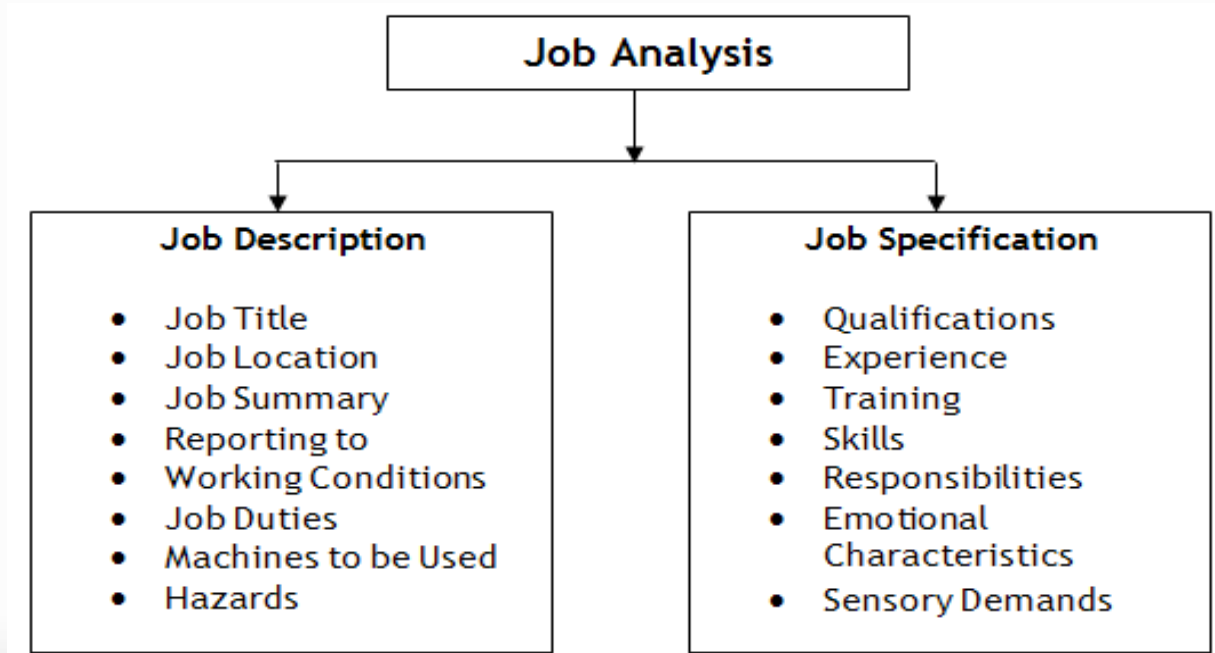 Job Analysis
Job Description
• Job Title
• Job Location
• Job Summary
• Reporting to
• Working Conditions
• Job Duties
• Machines to be Used
• Hazards
Job Specification
• Qualifications
• Experience
• Training
• Skills
• Responsibilities
• Emotional
Characteristics
• Sensory Demands